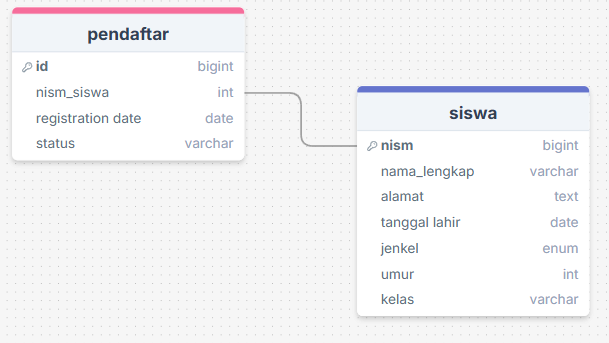 pendaftar
id bigint
nism_siswa int
registration date date
status varchar
siswa
nism bigint
nama_lengkap varchar
alamat text
tanggal lahir date
jenkel enum
umur int
kelas varchar